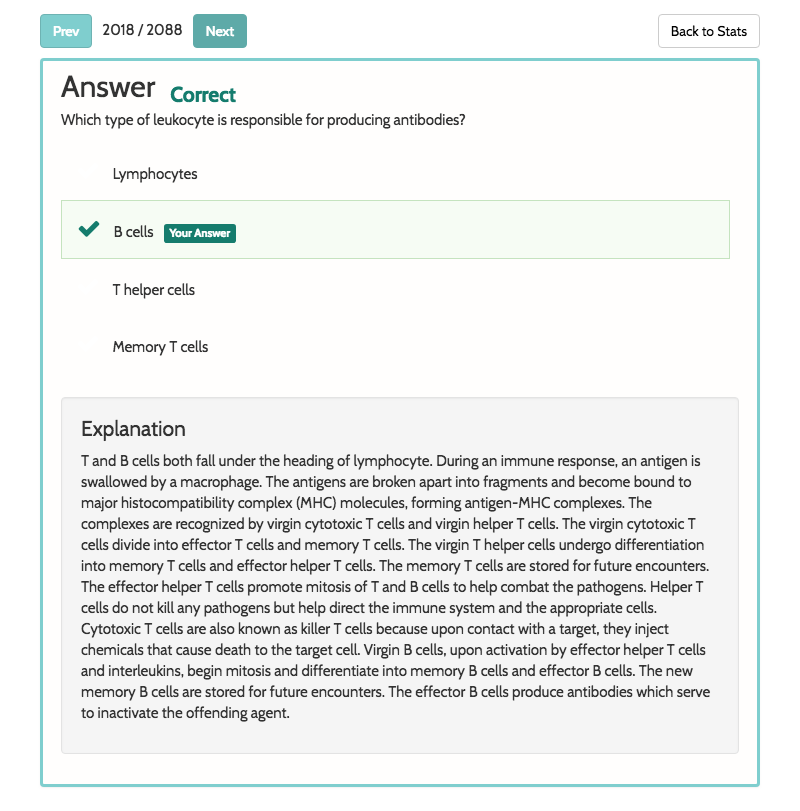 Prev 2018 / 2088 Next Back to Stats
Answer Correct
Which type of leukocyte is responsible for producing antibodies?
Lymphocytes
B cells Your Answer
T helper cells
Memory T cells
Explanation
T and B cells both fall under the heading of lymphocyte. During an immune response, an antigen is
swallowed by a macrophage. The antigens are broken apart into fragments and become bound to
major histocompatibility complex (MHC) molecules, forming antigen-MHC complexes. The
complexes are recognized by virgin cytotoxic T cells and virgin helper T cells. The virgin cytotoxic T
cells divide into effector T cells and memory T cells. The virgin T helper cells undergo differentiation
into memory T cells and effector helper T cells. The memory T cells are stored for future encounters.
The effector helper T cells promote mitosis of T and B cells to help combat the pathogens. Helper T
cells do not kill any pathogens but help direct the immune system and the appropriate cells.
Cytotoxic T cells are also known as killer T cells because upon contact with a target, they inject
chemicals that cause death to the target cell. Virgin B cells, upon activation by effector helper T cells
and interleukins, begin mitosis and differentiate into memory B cells and effector B cells. The new
memory B cells are stored for future encounters. The effector B cells produce antibodies which serve
to inactivate the offending agent.